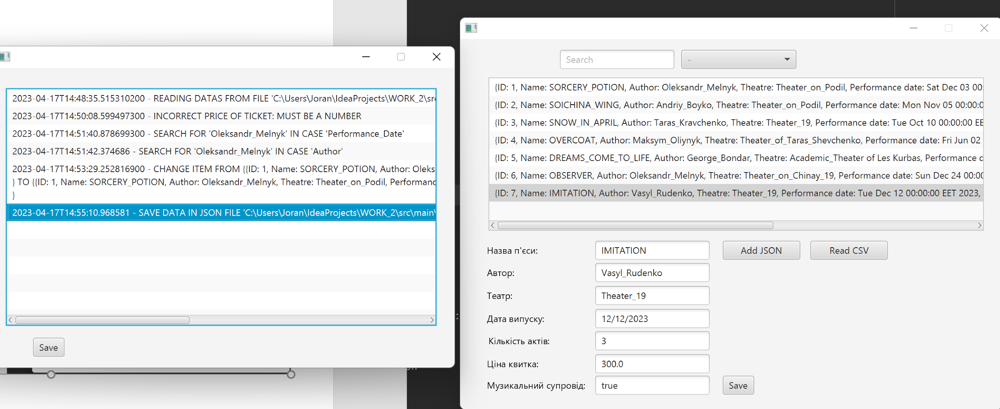 2023-04-17T14:48:35.515310200 - READING DATAS FROM FILE 'C:\Users\Joran\IdeaProjects\WORK_2\src
2023-04-17T14:50:08.599497300 - INCORRECT PRICE OF TICKET: MUST BE A NUMBER
2023-04-17T14:51:40.878699300 - SEARCH FOR 'Oleksandr_Melnyk' IN CASE 'Performance_Date'
2023-04-17T14:51:42.374686 - SEARCH FOR 'Oleksandr_Melnyk' IN CASE 'Author'
2023-04-17T14:53:29.252816900 - CHANGE ITEM FROM {{ID: 1, Name: SORCERY_POTION, Author: Oleks
} TO {{ID: 1, Name: SORCERY_POTION, Author: Oleksandr_Melnyk, Theatre: Theater_on_Podil, Performanc
}
2023-04-17T14:55:10.968581 - SAVE DATA IN JSON FILE 'C:\Users\Joran\IdeaProjects\WORK_2\src\main\
Save
Search
-
{ID: 1, Name: SORCERY_POTION, Author: Oleksandr_Melnyk, Theatre: Theater_on_Podil, Performance date: Sat Dec 03 00:
{ID: 2, Name: SOICHINA_WING, Author: Andriy_Boyko, Theatre: Theater_on_Podil, Performance date: Mon Nov 05 00:00:0
{ID: 3, Name: SNOW_IN_APRIL, Author: Taras_Kravchenko, Theatre: Theater_19, Performance date: Tue Oct 10 00:00:00 EE
{ID: 4, Name: OVERCOAT, Author: Maksym_Oliynyk, Theatre: Theater_of_Taras_Shevchenko, Performance date: Fri Jun 02
{ID: 5, Name: DREAMS_COME_TO_LIFE, Author: George_Bondar, Theatre: Academic_Theater of Les Kurbas, Performance d
{ID: 6, Name: OBSERVER, Author: Oleksandr_Melnyk, Theatre: Theater_on_Chinay_19, Performance date: Sun Dec 24 00:00
{ID: 7, Name: IMITATION, Author: Vasyl_Rudenko, Theatre: Theater_19, Performance date: Tue Dec 12 00:00:00 EET 2023,
Назва п'єси: IMITATION Add JSON Read CSV
Автор: Vasyl_Rudenko
Театр: Theater_19
Дата випуску: 12/12/2023
Кількість актів: 3
Ціна квитка: 300.0
Музикальний супровід: true Save